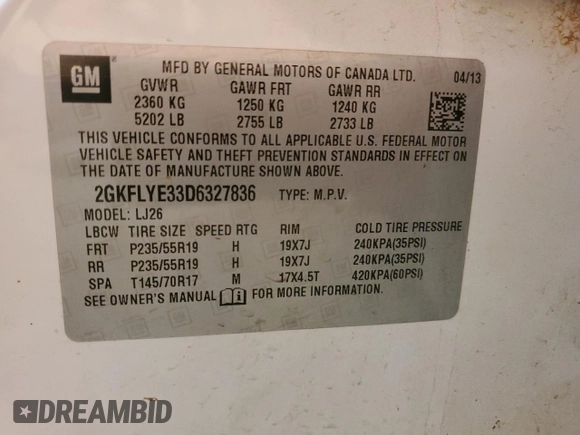 GM
MFD BY GENERAL MOTORS OF CANADA LTD. 04/13
GVWR GAWR FRT GAWR RR
2360 KG 1250 KG 1240 KG
5202 LB 2755 LB 2733 LB
THIS VEHICLE CONFORMS TO ALL APPLICABLE U.S. FEDERAL MOTOR
VEHICLE SAFETY AND THEFT PREVENTION STANDARDS IN EFFECT ON
THE DATE OF MANUFACTURE SHOWN ABOVE.
2GKFLYE33D6327836 TYPE: M.P.V.
MODEL: LJ26
LBCW TIRE SIZE SPEED RTG RIM COLD TIRE PRESSURE
FRT P235/55R19 H 19X7J 240KPA(35PSI)
RR P235/55R19 H 19X7J 240KPA(35PSI)
SPA T145/70R17 M 17X4.5T 420KPA(60PSI)
SEE OWNER'S MANUAL FOR MORE INFORMATION.
DREAMBID